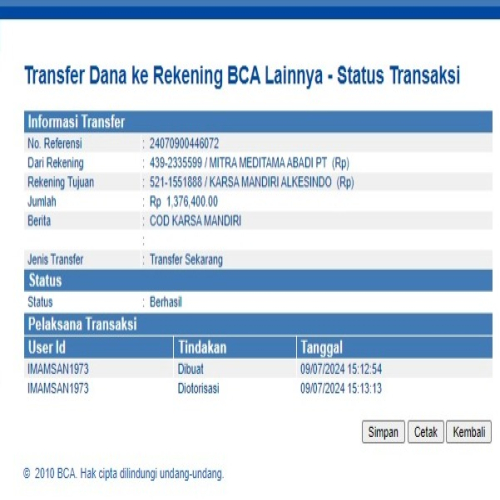 Transfer Dana ke Rekening BCA Lainnya - Status Transaksi
Informasi Transfer
No. Referensi : 24070900446072
Dari Rekening : 439-2335599 / MITRA MEDITAMA ABADI PT (Rp)
Rekening Tujuan : 521-1551888 / KARSA MANDIRI ALKESINDO (Rp)
Jumlah : Rp 1,376,400.00
Berita : COD KARSA MANDIRI
:
Jenis Transfer : Transfer Sekarang
Status
Status : Berhasil
Pelaksana Transaksi
User Id Tindakan Tanggal
IMAMSAN1973 Dibuat 09/07/2024 15:12:54
IMAMSAN1973 Diotorisasi 09/07/2024 15:13:13
Simpan Cetak Kembali
© 2010 BCA. Hak cipta dilindungi undang-undang.